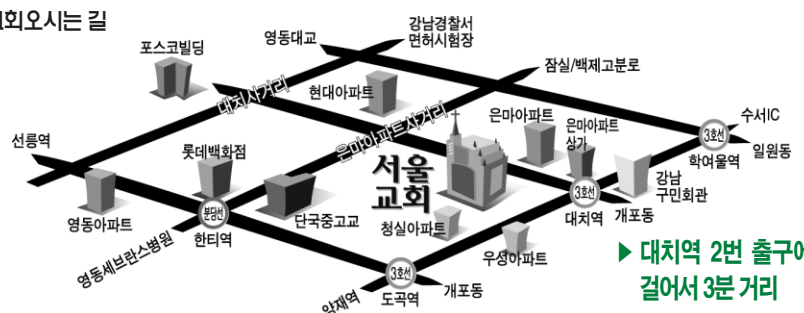 회오시는 길
영동대교
강남경찰서
면허시험장
포스코빌딩
잠실/백제고분로
현대아파트
대치사거리
은마아파트사거리
수서IC
3호선
학여울역
일원동
은마아파트
은마아파트
상가
선릉역
롯데백화점
서울
교회
강남
구민회관
3호선
대치역
개포동
영동아파트
분당선
한티역
단국중고교
청실아파트
우성아파트
영동세브란스병원
3호선
도곡역
개포동
▶ 대치역 2번 출구
걸어서 3분 거리